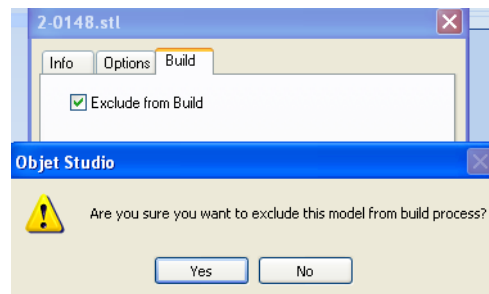 2-0148.stl
Info Options Build
Exclude from Build
Objet Studio
Are you sure you want to exclude this model from build process?
Yes No